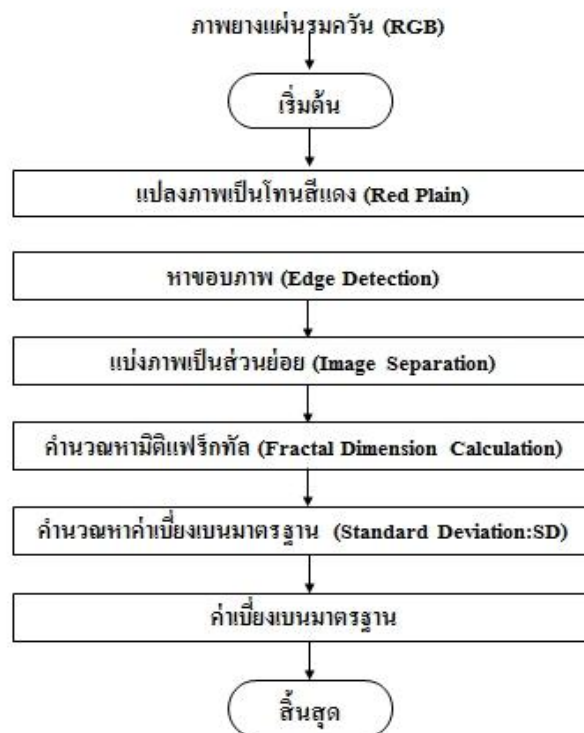 ภาพยางแผ่นรมควัน (RGB)
เริ่มต้น
แปลงภาพเป็นโทนสีแดง (Red Plain)
หาขอบภาพ (Edge Detection)
แบ่งภาพเป็นส่วนย่อย (Image Separation)
คำนวณหามิติแฟร็กทัล (Fractal Dimension Calculation)
คำนวณหาค่าเบี่ยงเบนมาตรฐาน (Standard Deviation:SD)
ค่าเบี่ยงเบนมาตรฐาน
สิ้นสุด